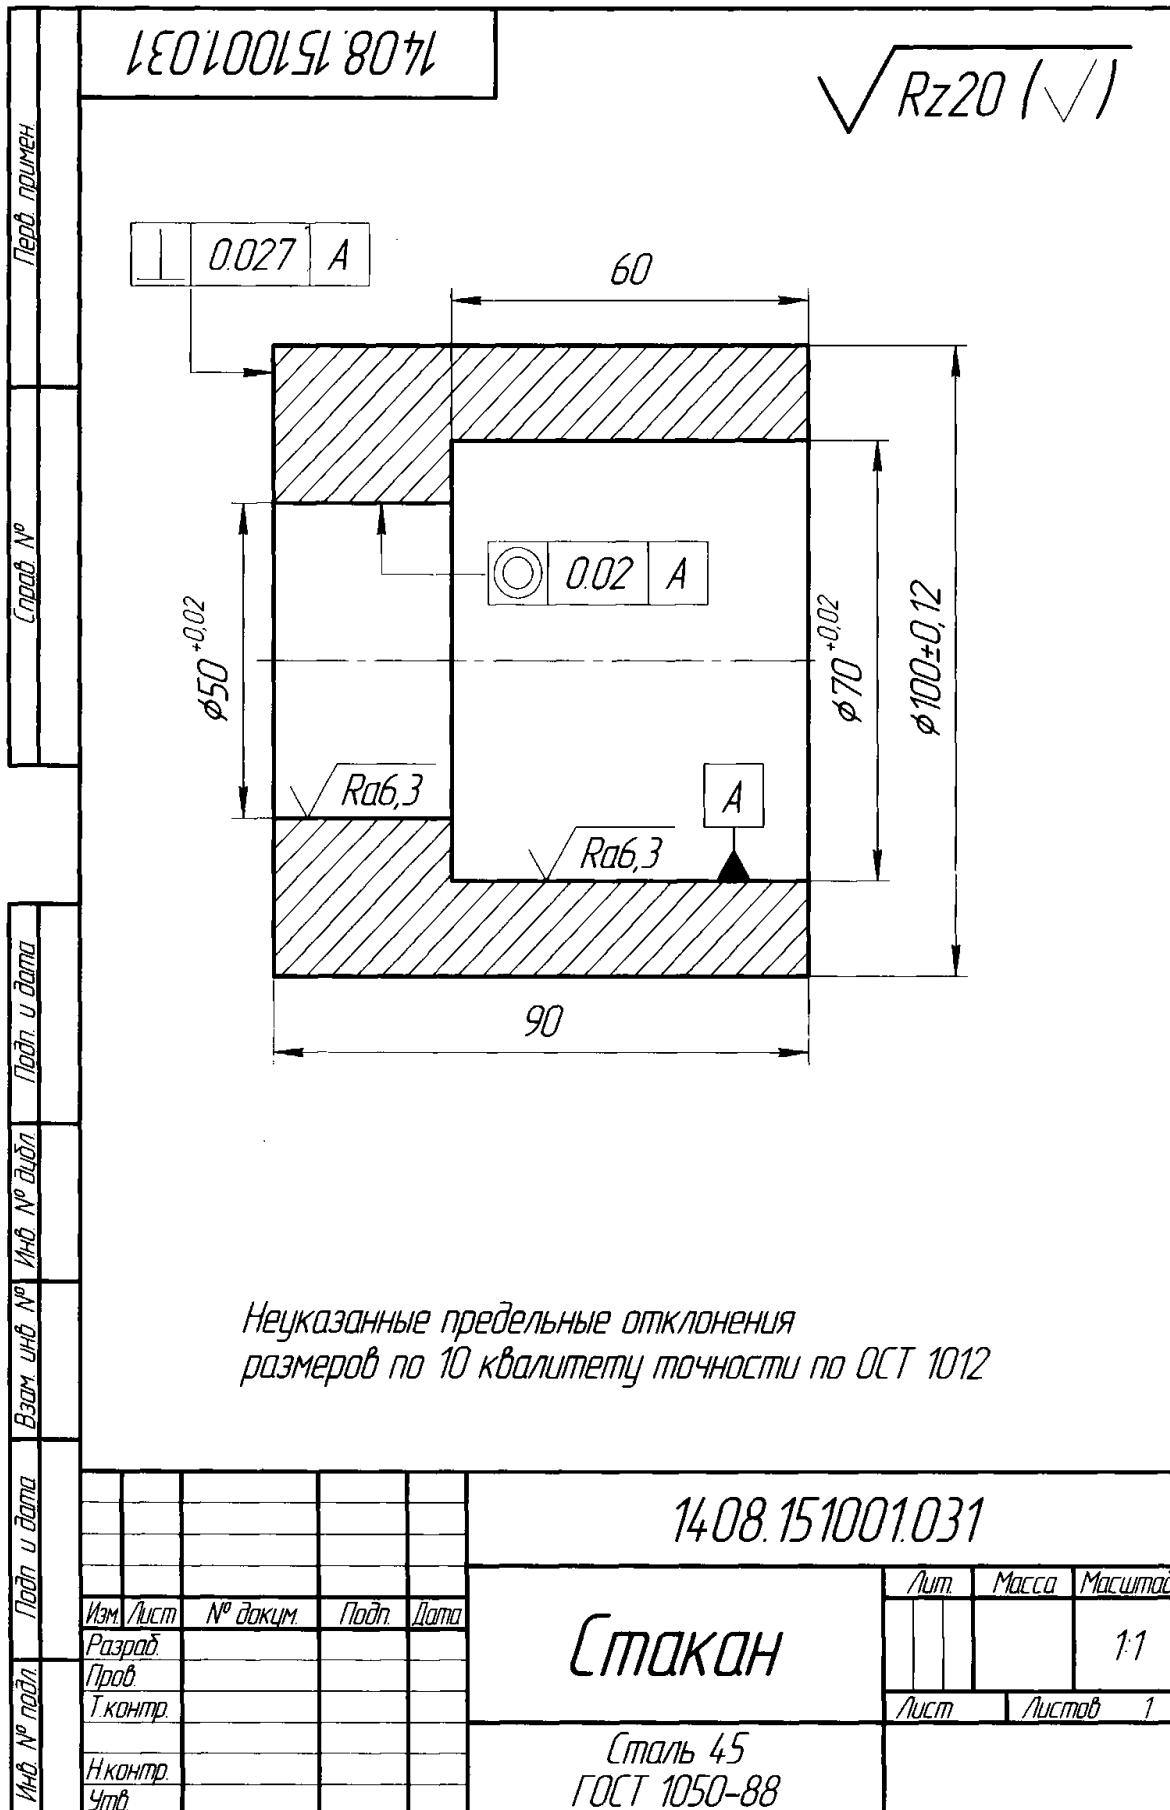 1408.151001.031
Rz20 (√)
Перв. примен.
Справ. №
Подп. и дата
Инв. № дубл.
Взам. инв. №
Подп. и дата
Инв. № подл.
⊥ 0.027 A
60
◎ 0.02 A
⌀50 +0,02
⌀70 +0,02
⌀100±0,12
Ra6,3
Ra6,3
A
90
Неуказанные предельные отклонения
размеров по 10 квалитету точности по ОСТ 1012
1408.151001.031
Изм. Лист № докум. Подп. Дата
Разраб.
Пров.
Т.контр.
Н.контр.
Утв.
Стакан
Лит. Масса Масштаб
1:1
Лист Листов 1
Сталь 45
ГОСТ 1050-88